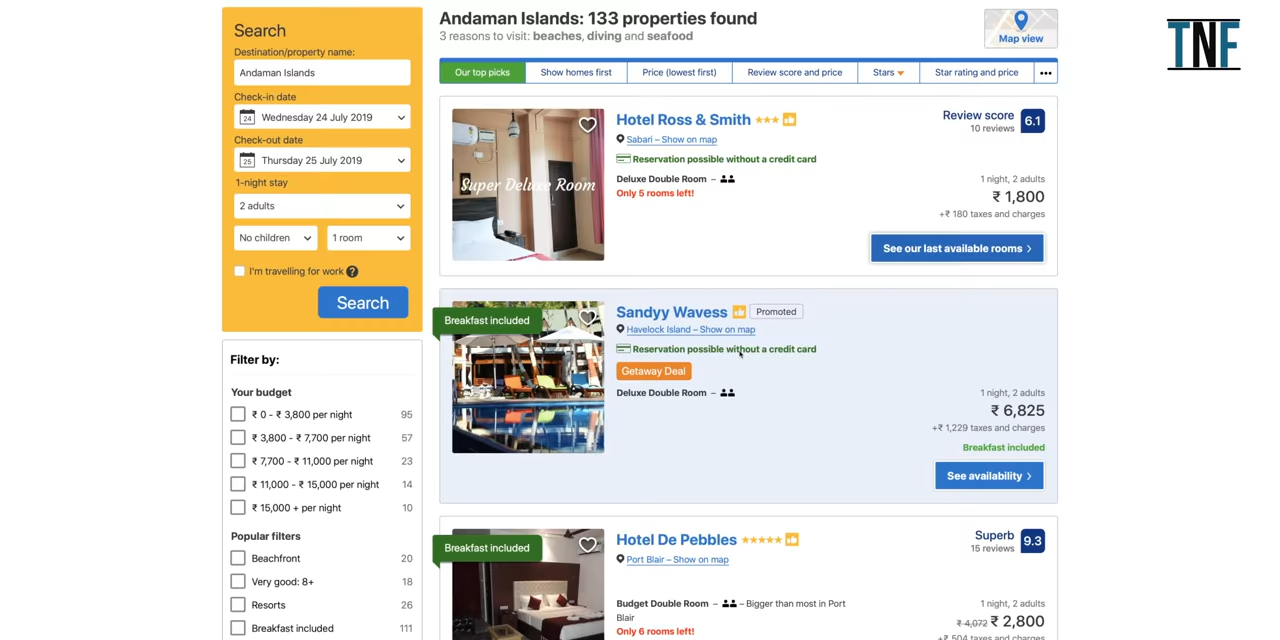 Search
Destination/property name:
Andaman Islands
Check-in date
24 Wednesday 24 July 2019
Check-out date
25 Thursday 25 July 2019
1-night stay
2 adults
No children 1 room
I'm travelling for work ?
Search
Filter by:
Your budget
₹ 0 - ₹ 3,800 per night 95
₹ 3,800 - ₹ 7,700 per night 57
₹ 7,700 - ₹ 11,000 per night 23
₹ 11,000 - ₹ 15,000 per night 14
₹ 15,000 + per night 10
Popular filters
Beachfront 20
Very good: 8+ 18
Resorts 26
Breakfast included 111
Andaman Islands: 133 properties found
3 reasons to visit: beaches, diving and seafood
Map view
Our top picks Show homes first Price (lowest first) Review score and price Stars Star rating and price •••
Super Deluxe Room
Hotel Ross & Smith
Sabari – Show on map
Reservation possible without a credit card
Deluxe Double Room –
Only 5 rooms left!
Review score 6.1
10 reviews
1 night, 2 adults
₹ 1,800
+₹ 180 taxes and charges
See our last available rooms
Breakfast included
Sandyy Wavess Promoted
Havelock Island – Show on map
Reservation possible without a credit card
Getaway Deal
Deluxe Double Room –
1 night, 2 adults
₹ 6,825
+₹ 1,229 taxes and charges
Breakfast included
See availability
Breakfast included
Hotel De Pebbles
Port Blair – Show on map
Budget Double Room – – Bigger than most in Port
Blair
Only 6 rooms left!
Superb 9.3
15 reviews
1 night, 2 adults
₹ 4,072 ₹ 2,800
+₹ 504 taxes and charges
TNF